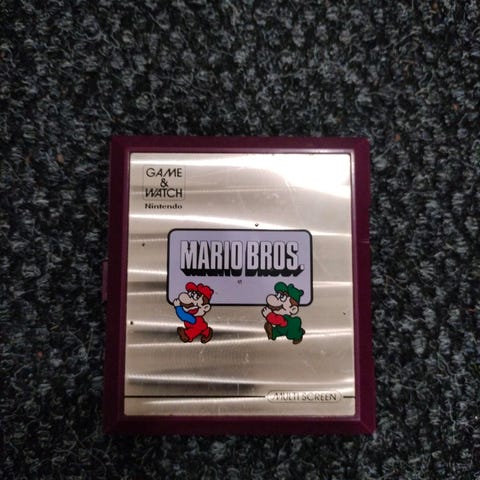 GAME
&
WATCH
Nintendo
MARIO BROS.
MULTI SCREEN